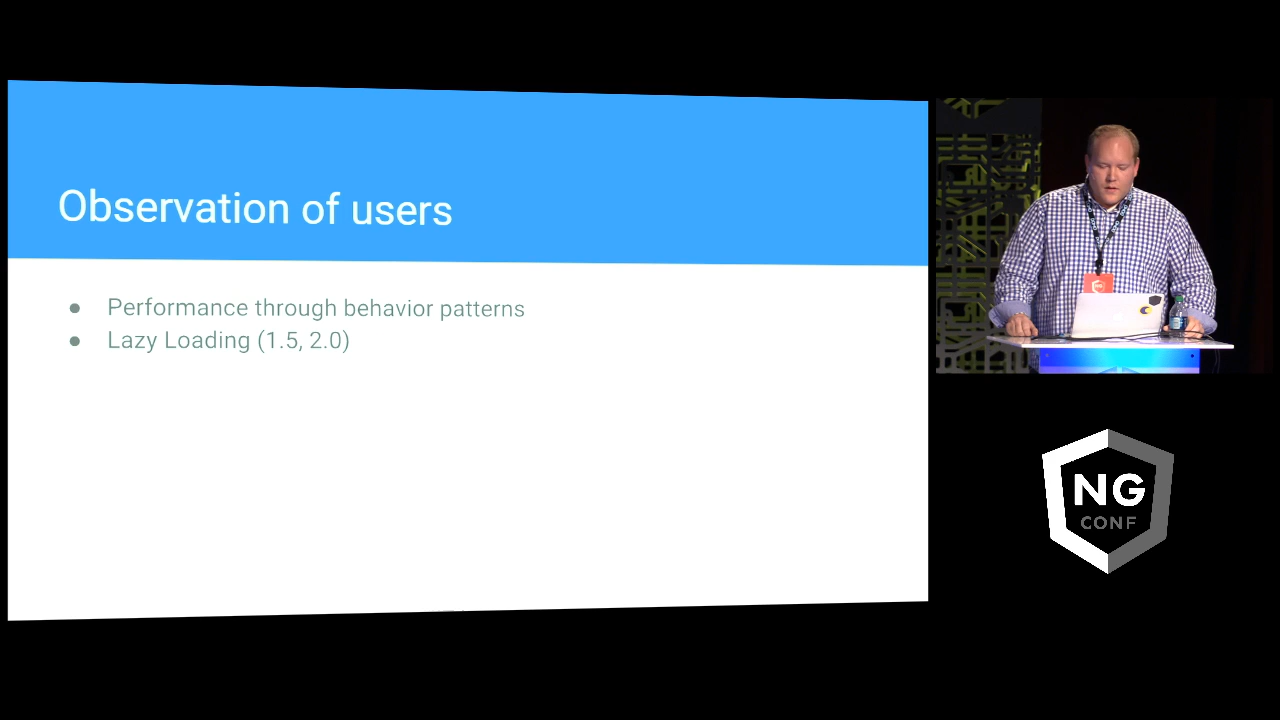 Observation of users
● Performance through behavior patterns
● Lazy Loading (1.5, 2.0)
NG
CONF